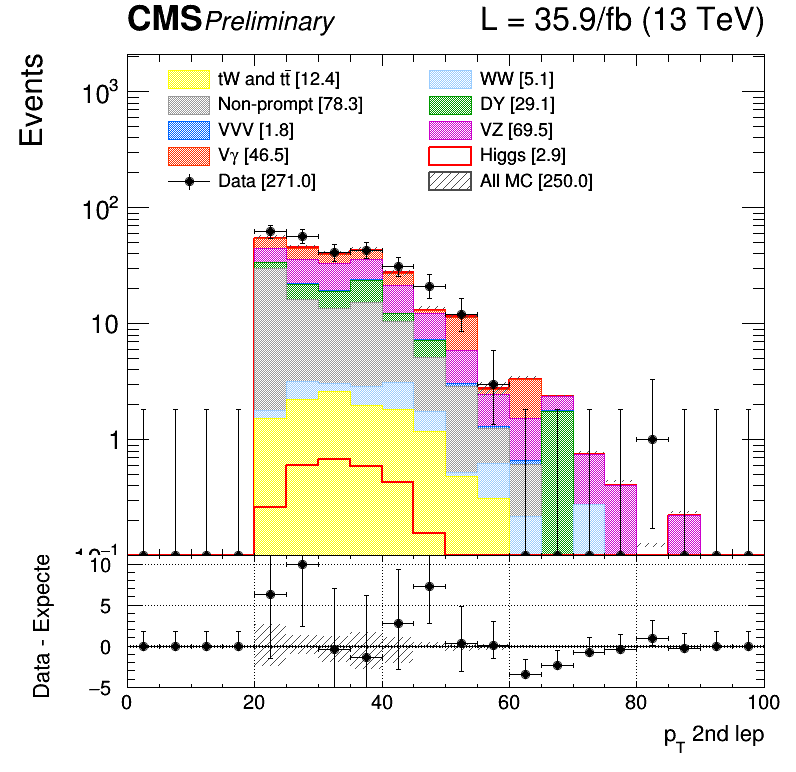 CMS Preliminary L = 35.9/fb (13 TeV)
Events
tW and tt̄ [12.4] WW [5.1]
Non-prompt [78.3] DY [29.1]
VVV [1.8] VZ [69.5]
Vγ [46.5] Higgs [2.9]
Data [271.0] All MC [250.0]
10³
10²
10
1
Data - Expecte
10
5
0
−5
0 20 40 60 80 100
p_T 2nd lep